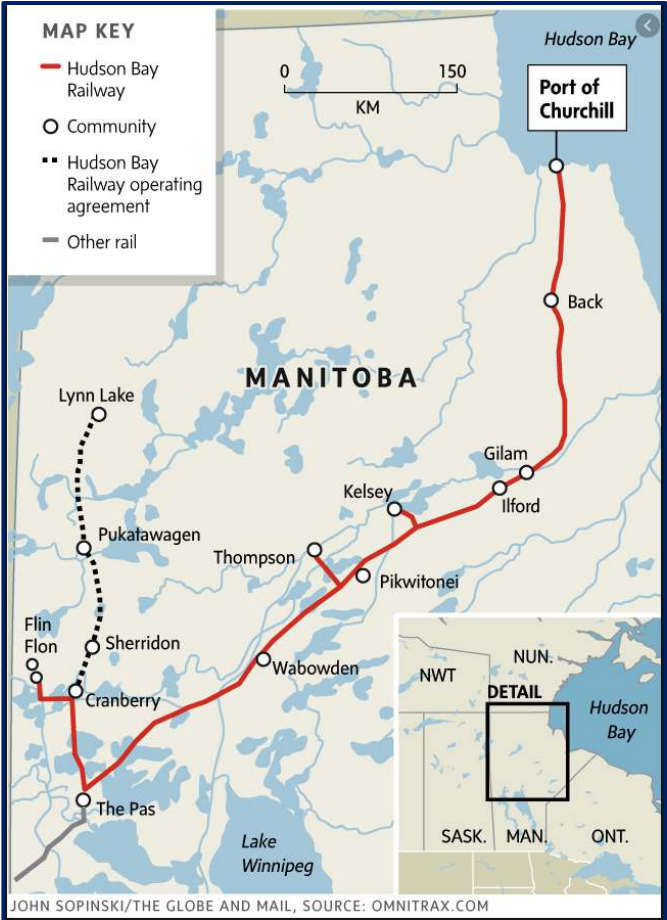 MAP KEY
Hudson Bay
Railway
Community
Hudson Bay
Railway operating
agreement
Other rail
0
150
KM
Hudson Bay
Port of
Churchill
Back
MANITOBA
Lynn Lake
Gilam
Kelsey
Ilford
Pukatawagen
Thompson
Pikwitonei
Flin
Flon
Sherridon
Wabowden
Cranberry
The Pas
Lake
Winnipeg
NWT
NUN.
DETAIL
Hudson
Bay
SASK.
MAN.
ONT.
JOHN SOPINSKI/THE GLOBE AND MAIL, SOURCE: OMNITRAX.COM